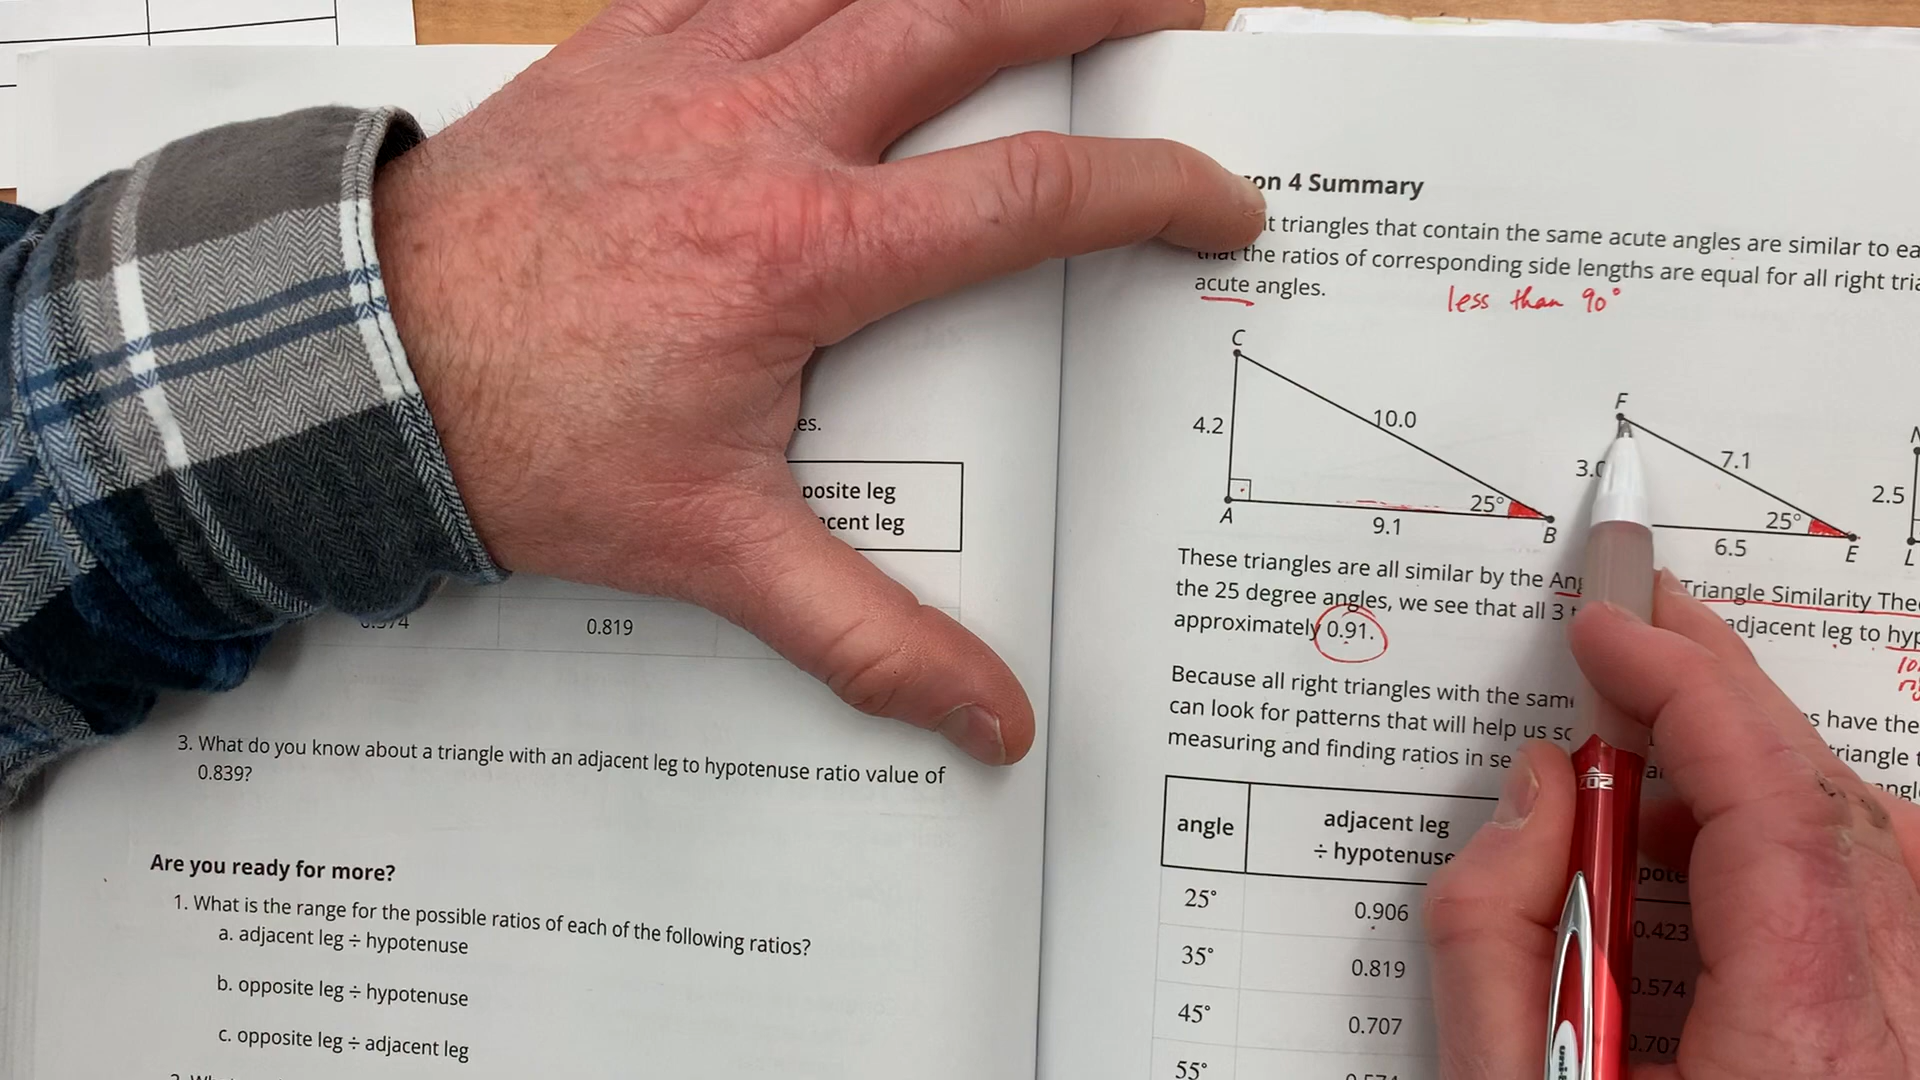 es.
posite leg
cent leg
0.819
3. What do you know about a triangle with an adjacent leg to hypotenuse ratio value of
0.839?
Are you ready for more?
1. What is the range for the possible ratios of each of the following ratios?
a. adjacent leg ÷ hypotenuse
b. opposite leg ÷ hypotenuse
c. opposite leg ÷ adjacent leg
on 4 Summary
triangles that contain the same acute angles are similar to ea
the ratios of corresponding side lengths are equal for all right tria
acute angles.
less than 90°
C
4.2
10.0
25°
A
9.1
B
F
3.0
7.1
25°
6.5
E
2.5
L
These triangles are all similar by the Ang Triangle Similarity Theo
the 25 degree angles, we see that all 3 adjacent leg to hyp
approximately 0.91.
Because all right triangles with the same have the
can look for patterns that will help us triangle
measuring and finding ratios in se
angle
adjacent leg
÷ hypotenuse
pote
25°
0.906
0.423
35°
0.819
0.574
45°
0.707
0.707
55°